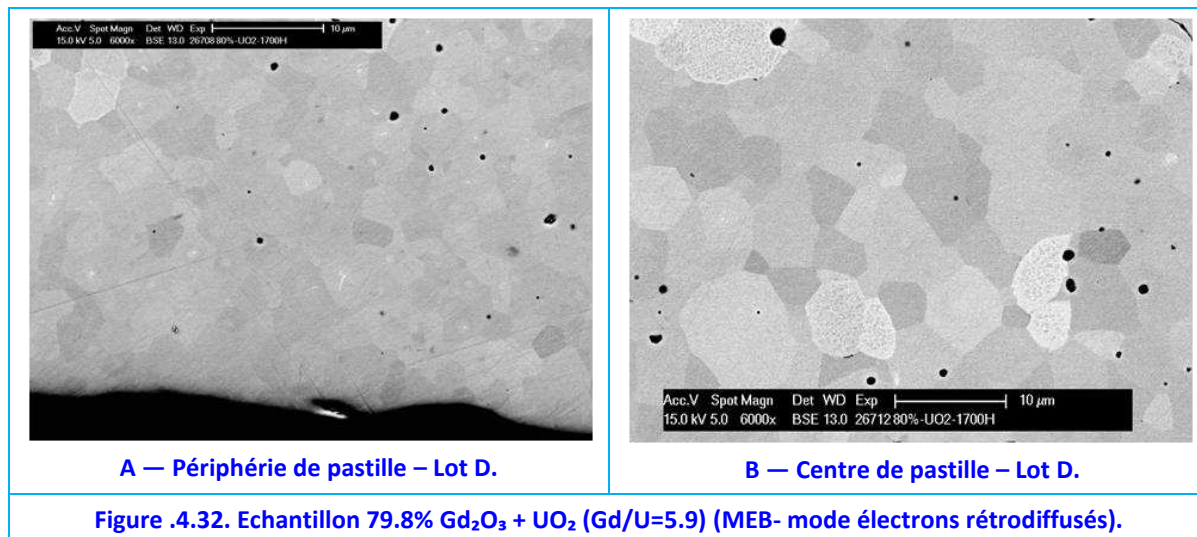 Acc.V Spot Magn Det WD Exp 10 µm
15.0 kV 5.0 6000x BSE 13.0 26708 80%-UO2-1700H
Acc.V Spot Magn Det WD Exp 10 µm
15.0 kV 5.0 6000x BSE 13.0 26712 80%-UO2-1700H
A — Périphérie de pastille – Lot D.
B — Centre de pastille – Lot D.
Figure .4.32. Echantillon 79.8% Gd₂O₃ + UO₂ (Gd/U=5.9) (MEB- mode électrons rétrodiffusés).